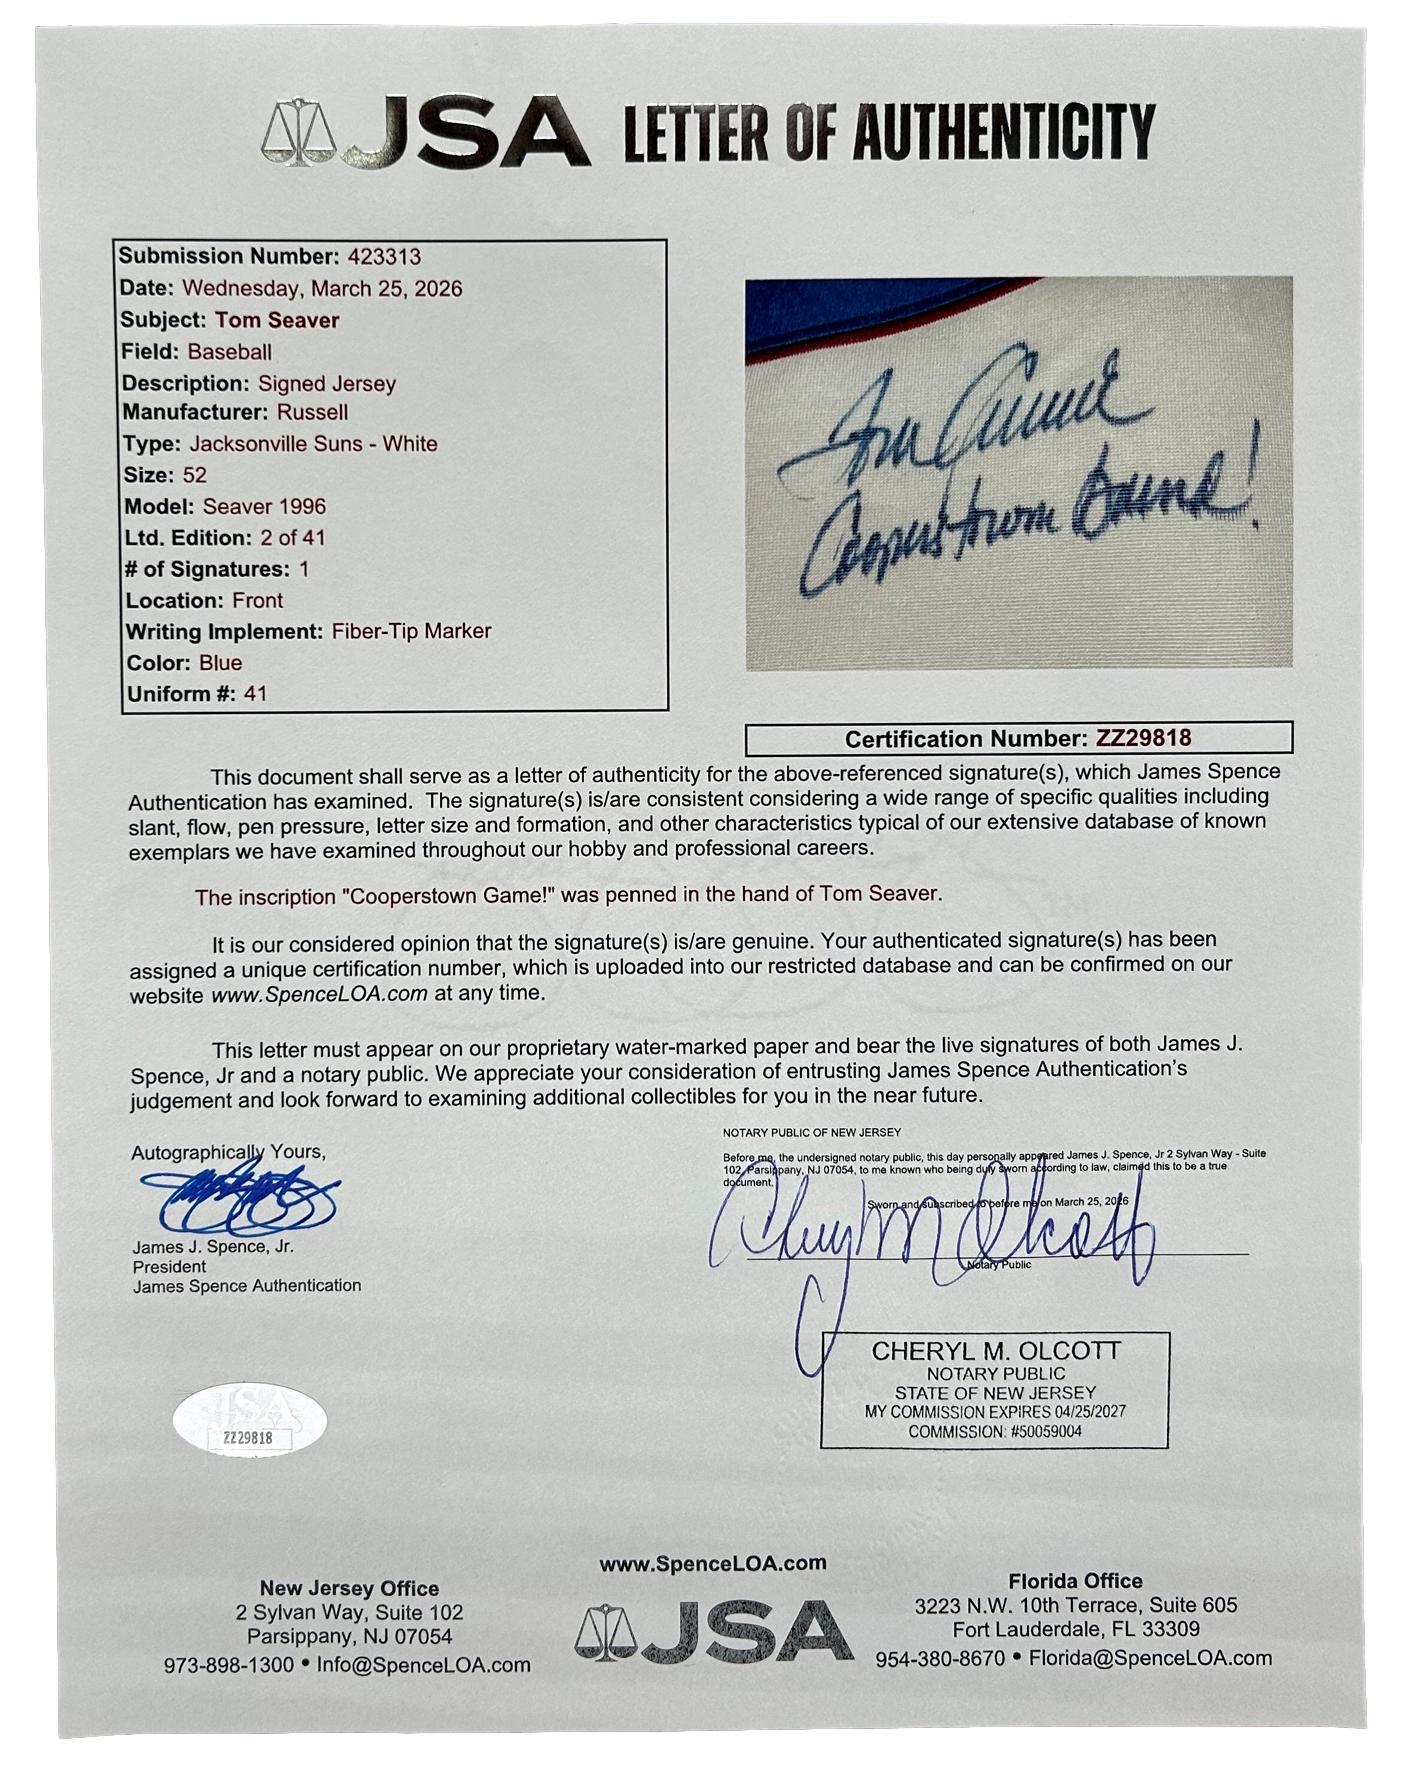 JSA LETTER OF AUTHENTICITY
Submission Number: 423313
Date: Wednesday, March 25, 2026
Subject: Tom Seaver
Field: Baseball
Description: Signed Jersey
Manufacturer: Russell
Type: Jacksonville Suns - White
Size: 52
Model: Seaver 1996
Ltd. Edition: 2 of 41
# of Signatures: 1
Location: Front
Writing Implement: Fiber-Tip Marker
Color: Blue
Uniform #: 41
Tom Seaver
Cooperstown Bound!
Certification Number: ZZ29818
This document shall serve as a letter of authenticity for the above-referenced signature(s), which James Spence
Authentication has examined. The signature(s) is/are consistent considering a wide range of specific qualities including
slant, flow, pen pressure, letter size and formation, and other characteristics typical of our extensive database of known
exemplars we have examined throughout our hobby and professional careers.
The inscription "Cooperstown Game!" was penned in the hand of Tom Seaver.
It is our considered opinion that the signature(s) is/are genuine. Your authenticated signature(s) has been
assigned a unique certification number, which is uploaded into our restricted database and can be confirmed on our
website www.SpenceLOA.com at any time.
This letter must appear on our proprietary water-marked paper and bear the live signatures of both James J.
Spence, Jr and a notary public. We appreciate your consideration of entrusting James Spence Authentication's
judgement and look forward to examining additional collectibles for you in the near future.
Autographically Yours,
James J. Spence, Jr.
President
James Spence Authentication
NOTARY PUBLIC OF NEW JERSEY
Before me, the undersigned notary public, this day personally appeared James J. Spence, Jr 2 Sylvan Way - Suite
102, Parsippany, NJ 07054, to me known who being duly sworn according to law, claimed this to be a true
document.
Sworn and subscribed to before me on March 25, 2026
Cheryl M Olcott
Notary Public
CHERYL M. OLCOTT
NOTARY PUBLIC
STATE OF NEW JERSEY
MY COMMISSION EXPIRES 04/25/2027
COMMISSION: #50059004
JSA
ZZ29818
www.SpenceLOA.com
New Jersey Office
2 Sylvan Way, Suite 102
Parsippany, NJ 07054
973-898-1300 • Info@SpenceLOA.com
JSA
Florida Office
3223 N.W. 10th Terrace, Suite 605
Fort Lauderdale, FL 33309
954-380-8670 • Florida@SpenceLOA.com